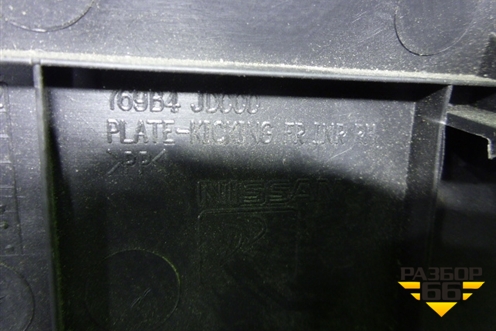 769B4 JD000
PLATE-KICKING FR INR RH
>PP<
NISSAN
РАЗБОР
66